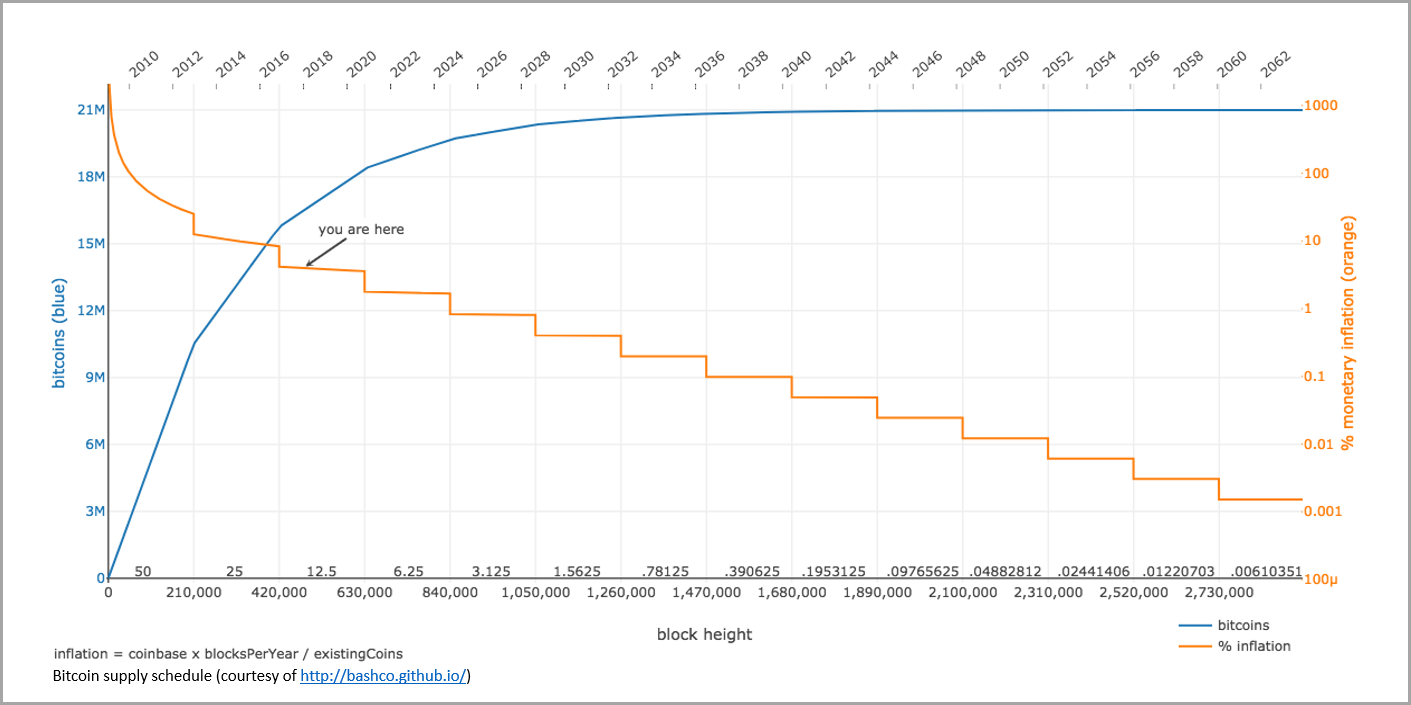 2010 2012 2014 2016 2018 2020 2022 2024 2026 2028 2030 2032 2034 2036 2038 2040 2042 2044 2046 2048 2050 2052 2054 2056 2058 2060 2062
21M
18M
15M
12M
9M
6M
3M
0
bitcoins (blue)
you are here
1000
100
10
1
0.1
0.01
0.001
100µ
% monetary inflation (orange)
50 25 12.5 6.25 3.125 1.5625 .78125 .390625 .1953125 .09765625 .04882812 .02441406 .01220703 .00610351
0 210,000 420,000 630,000 840,000 1,050,000 1,260,000 1,470,000 1,680,000 1,890,000 2,100,000 2,310,000 2,520,000 2,730,000
block height
bitcoins
% inflation
inflation = coinbase x blocksPerYear / existingCoins
Bitcoin supply schedule (courtesy of http://bashco.github.io/)